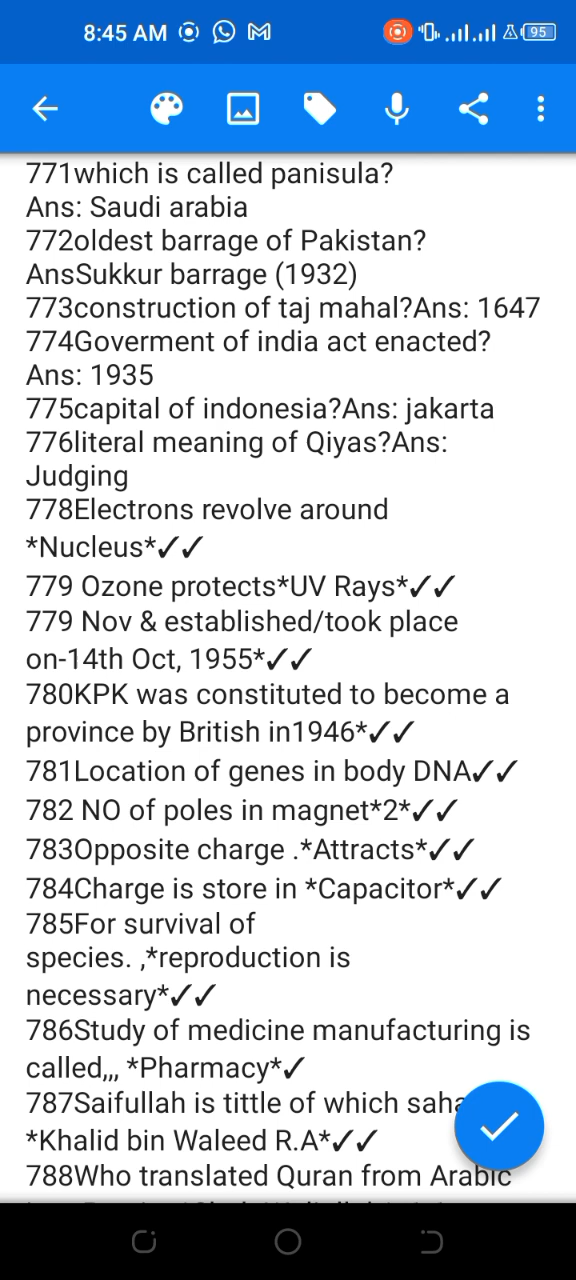 8:45 AM
95
771which is called panisula?
Ans: Saudi arabia
772oldest barrage of Pakistan?
AnsSukkur barrage (1932)
773construction of taj mahal?Ans: 1647
774Goverment of india act enacted?
Ans: 1935
775capital of indonesia?Ans: jakarta
776literal meaning of Qiyas?Ans:
Judging
778Electrons revolve around
*Nucleus*✓✓
779 Ozone protects*UV Rays*✓✓
779 Nov & established/took place
on-14th Oct, 1955*✓✓
780KPK was constituted to become a
province by British in1946*✓✓
781Location of genes in body DNA✓✓
782 NO of poles in magnet*2*✓✓
783Opposite charge .*Attracts*✓✓
784Charge is store in *Capacitor*✓✓
785For survival of
species. ,*reproduction is
necessary*✓✓
786Study of medicine manufacturing is
called,,, *Pharmacy*✓
787Saifullah is tittle of which
*Khalid bin Waleed R.A*✓✓
788Who translated Quran from Arabic